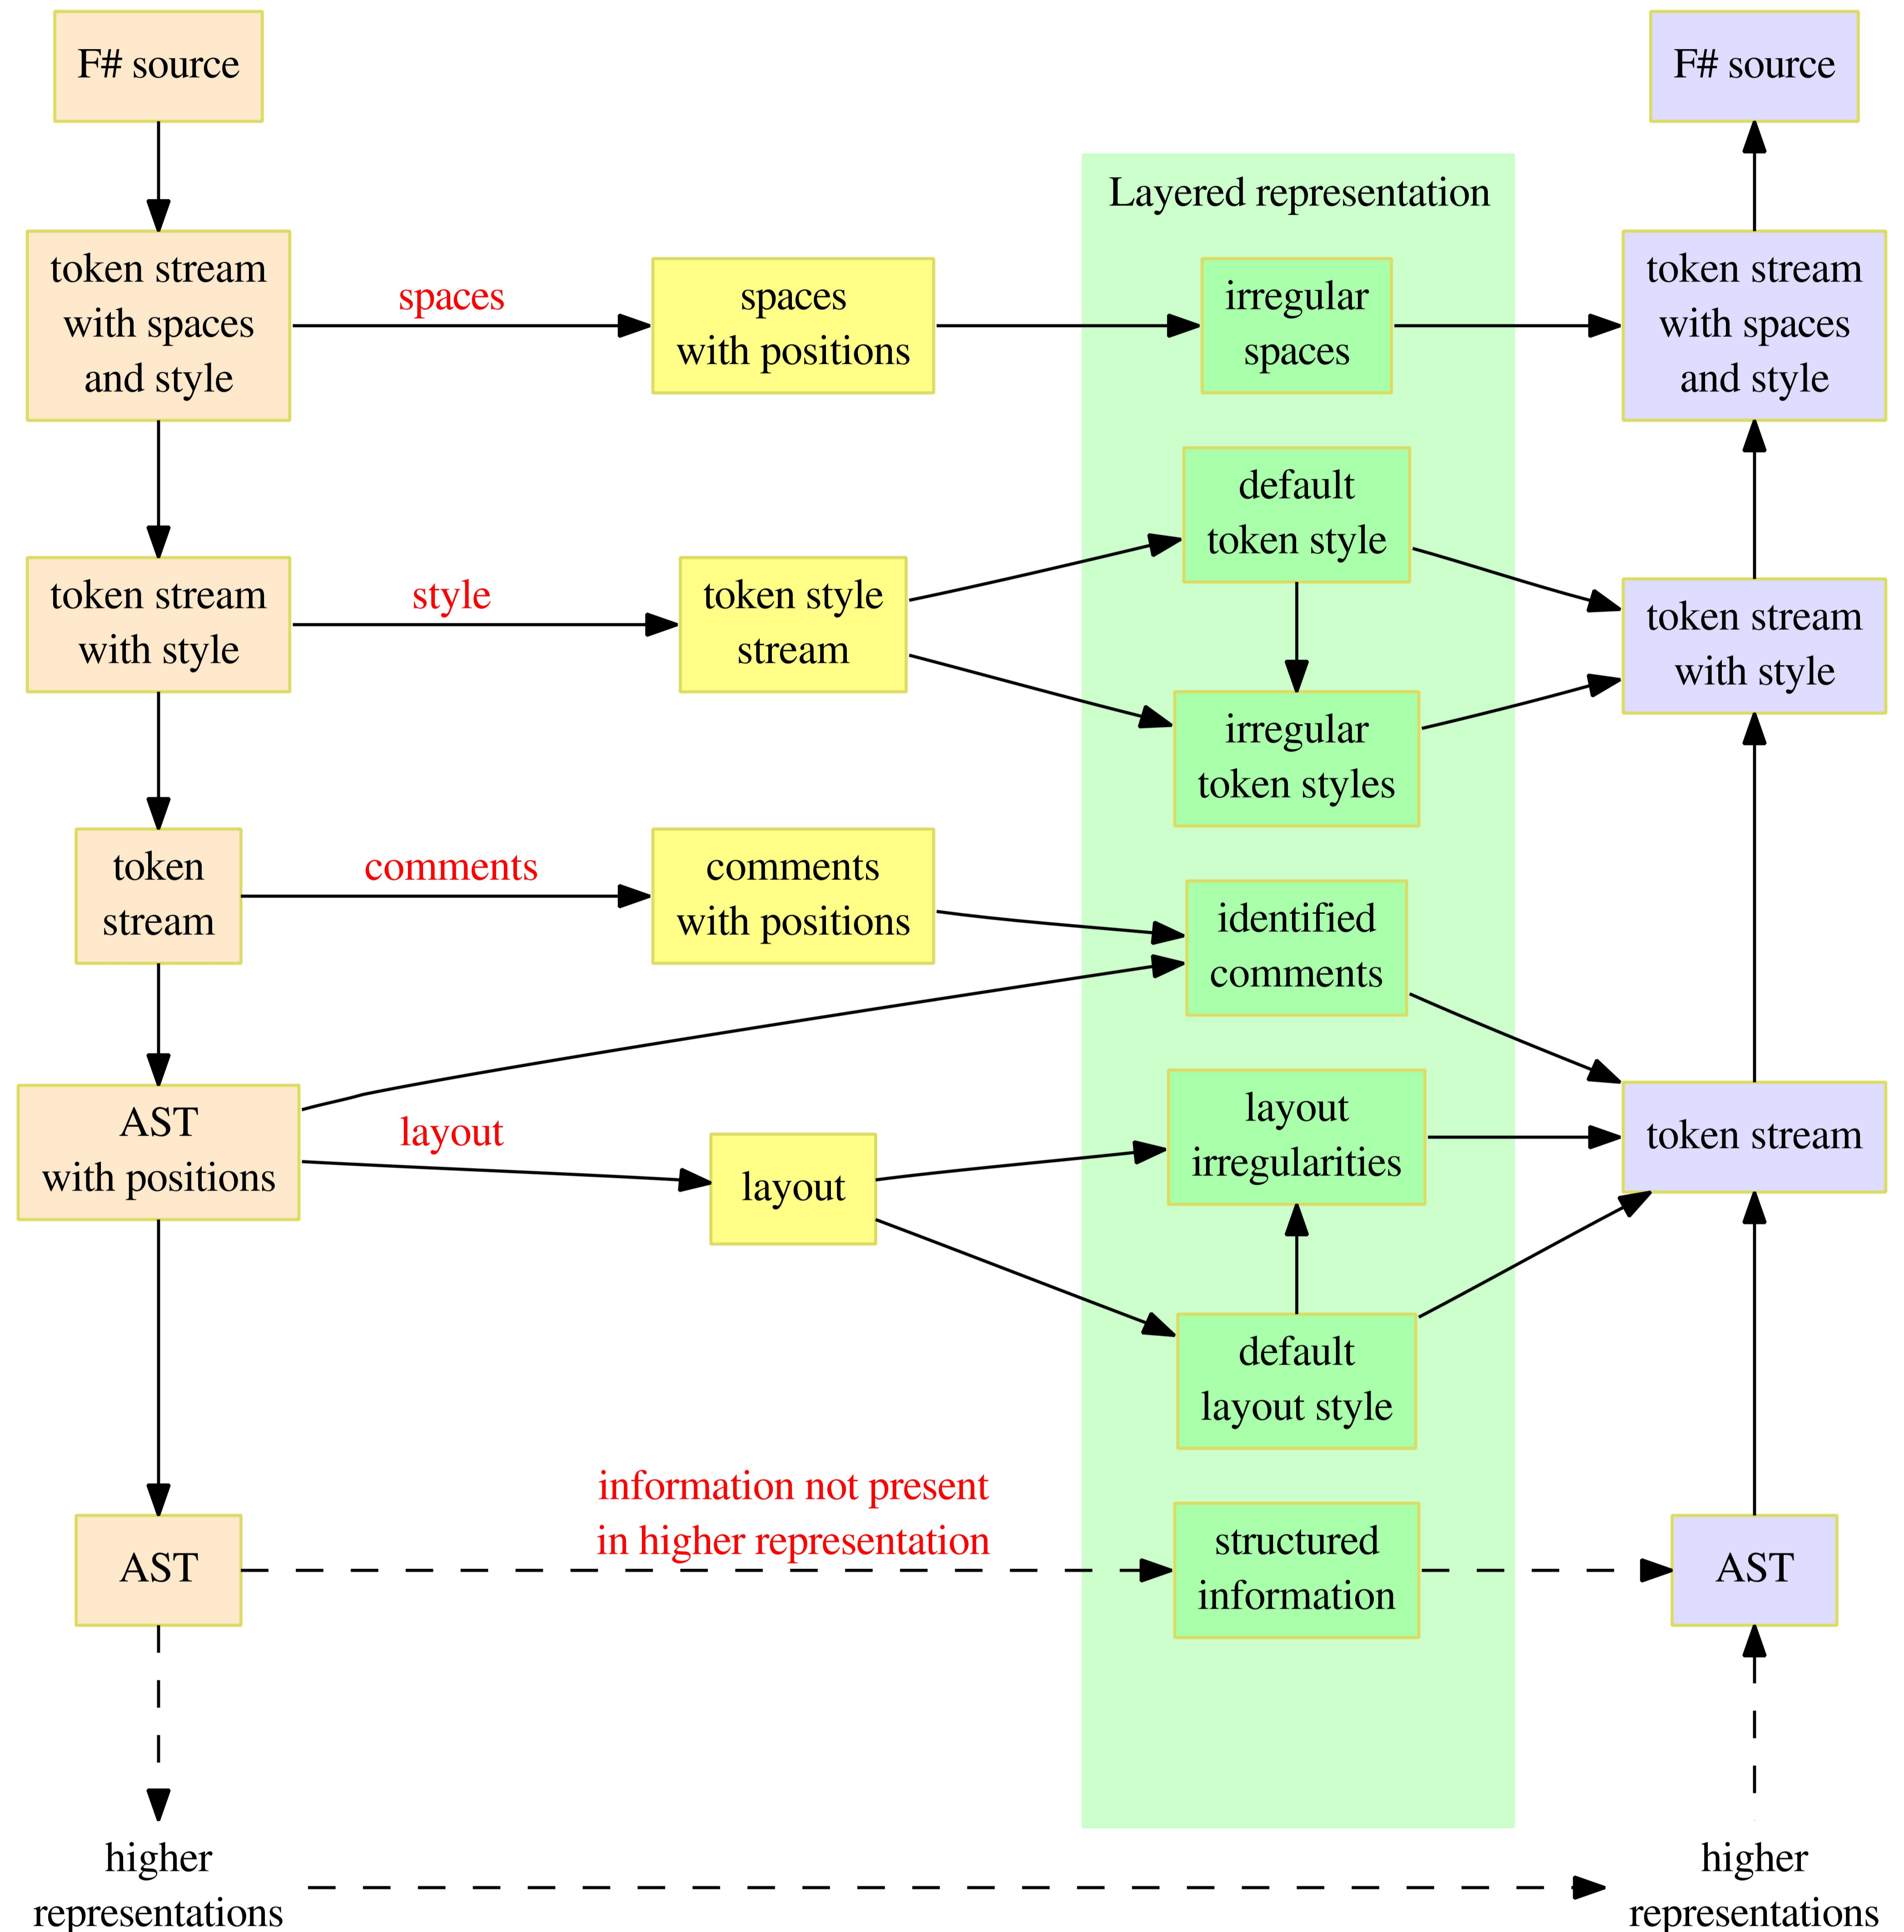 F# source
F# source
Layered representation
token stream
with spaces
and style
spaces
spaces
with positions
irregular
spaces
token stream
with spaces
and style
default
token style
token stream
with style
style
token style
stream
token stream
with style
irregular
token styles
token
stream
comments
comments
with positions
identified
comments
AST
with positions
layout
layout
layout
irregularities
token stream
default
layout style
information not present
in higher representation
AST
structured
information
AST
higher
representations
higher
representations